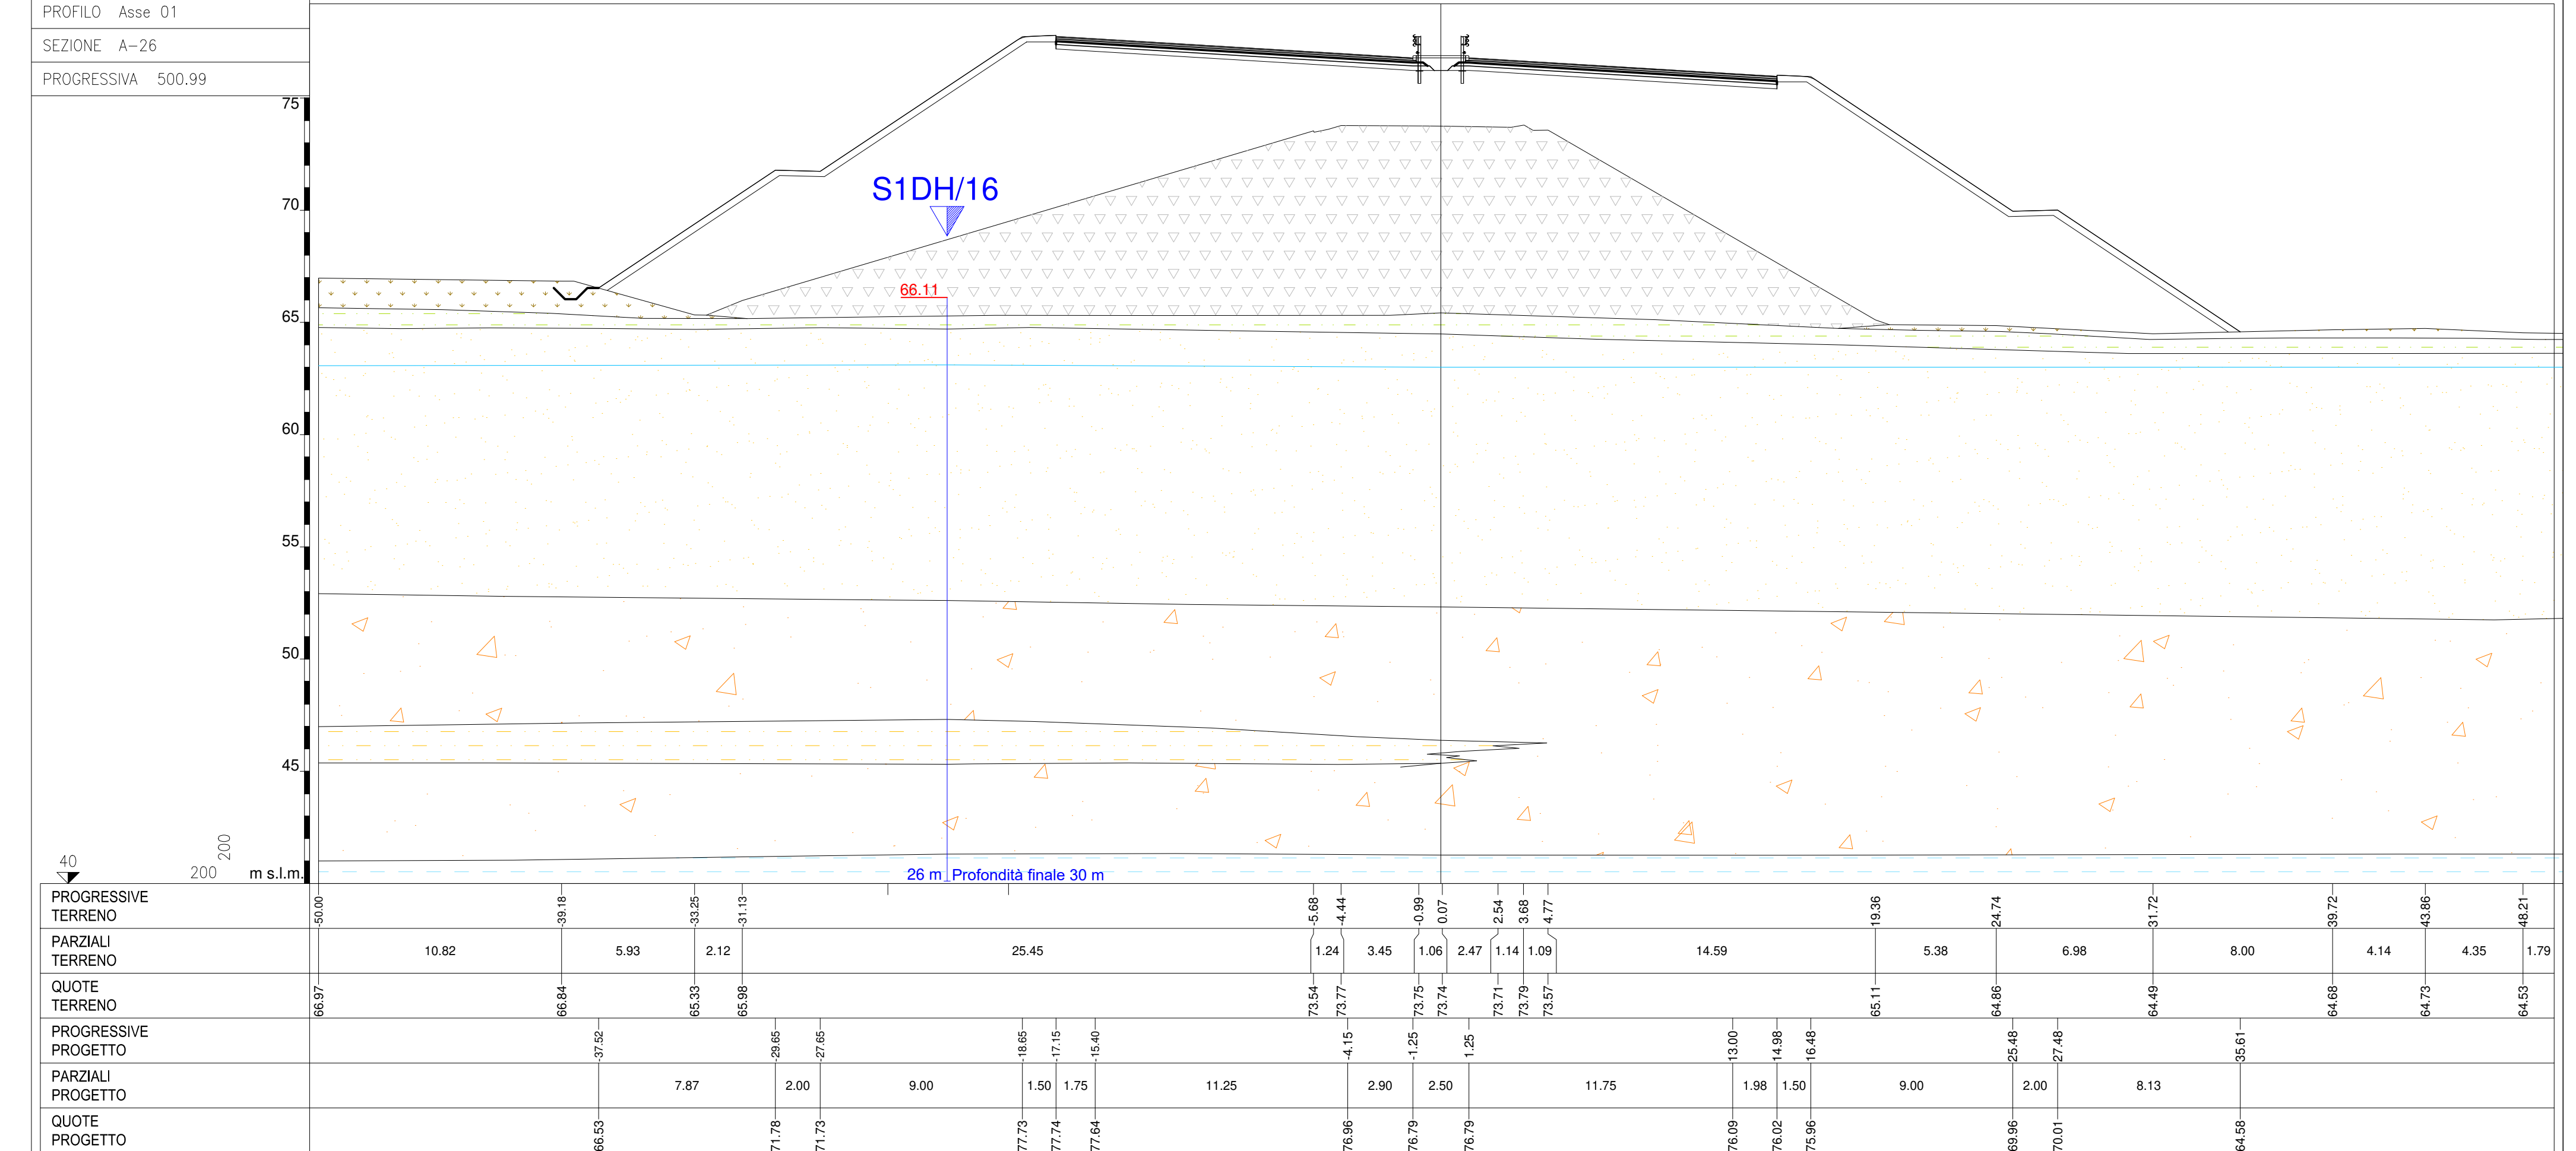 PROFILO Asse 01
SEZIONE A-26
PROGRESSIVA 500.99
75
70
65
60
55
50
45
S1DH/16
66.11
26 m
Profondità finale 30 m
40
200
200
m s.l.m.
PROGRESSIVE
TERRENO
-50.00 -39.18 -33.25 -31.13 -5.68 -4.44 -0.99 0.07 2.54 3.68 4.77 19.36 24.74 31.72 39.72 43.86 48.21
PARZIALI
TERRENO
10.82 5.93 2.12 25.45 1.24 3.45 1.06 2.47 1.14 1.09 14.59 5.38 6.98 8.00 4.14 4.35 1.79
QUOTE
TERRENO
66.97 66.84 65.33 65.98 73.54 73.77 73.75 73.74 73.71 73.79 73.57 65.11 64.86 64.49 64.68 64.73 64.53
PROGRESSIVE
PROGETTO
-37.52 -29.65 -27.65 -18.65 -17.15 -15.40 -4.15 -1.25 1.25 13.00 14.98 16.48 25.48 27.48 35.61
PARZIALI
PROGETTO
7.87 2.00 9.00 1.50 1.75 11.25 2.90 2.50 11.75 1.98 1.50 9.00 2.00 8.13
QUOTE
PROGETTO
66.53 71.78 71.73 77.73 77.74 77.64 76.96 76.79 76.79 76.09 76.02 75.96 69.96 70.01 64.58